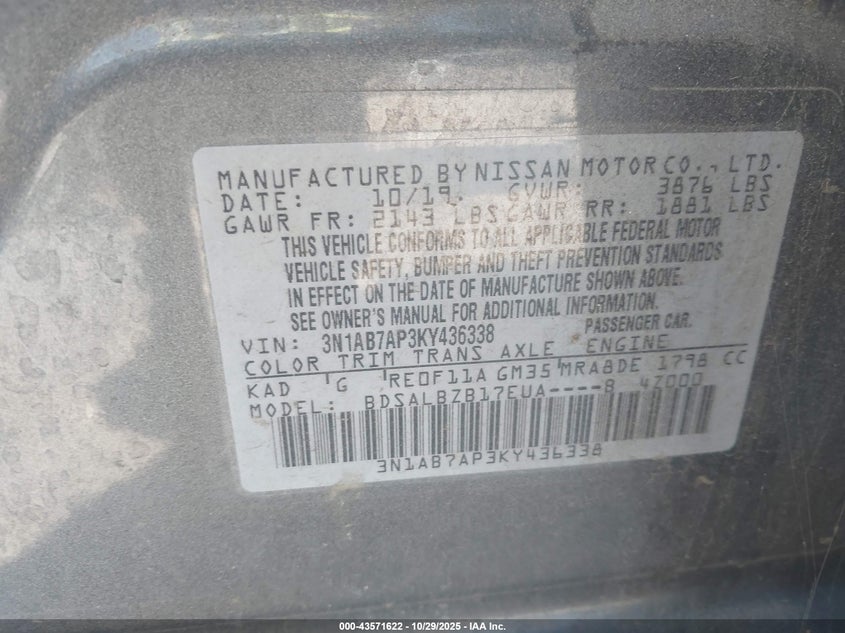 MANUFACTURED BY NISSAN MOTOR CO., LTD.
DATE: 10/19 GVWR: 3876 LBS
GAWR FR: 2143 LBS GAWR RR: 1881 LBS
THIS VEHICLE CONFORMS TO ALL APPLICABLE FEDERAL MOTOR
VEHICLE SAFETY, BUMPER AND THEFT PREVENTION STANDARDS
IN EFFECT ON THE DATE OF MANUFACTURE SHOWN ABOVE.
SEE OWNER'S MANUAL FOR ADDITIONAL INFORMATION.
VIN: 3N1AB7AP3KY436338 PASSENGER CAR.
COLOR TRIM TRANS AXLE ENGINE
KAD G RE0F11A GM35 MRA8DE 1798 CC
MODEL: BDSALBZB17EUA----8 4Z000
3N1AB7AP3KY436338
000-43571622 | 10/29/2025 - IAA Inc.